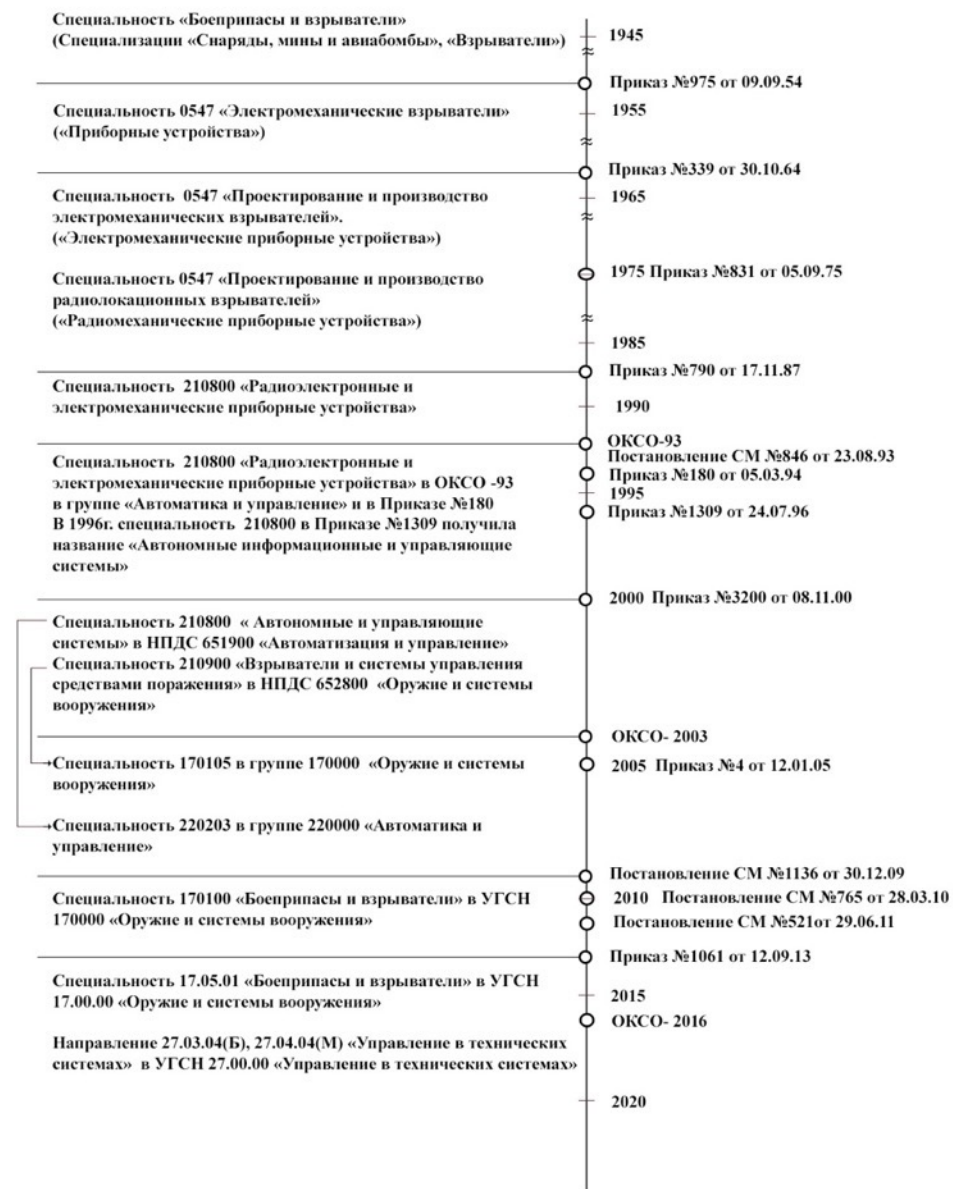 Специальность «Боеприпасы и взрыватели»
(Специализации «Снаряды, мины и авиабомбы», «Взрыватели»)
1945
Приказ №975 от 09.09.54
Специальность 0547 «Электромеханические взрыватели»
(«Приборные устройства»)
1955
Приказ №339 от 30.10.64
Специальность 0547 «Проектирование и производство
электромеханических взрывателей».
(«Электромеханические приборные устройства»)
1965
Специальность 0547 «Проектирование и производство
радиолокационных взрывателей»
(«Радиомеханические приборные устройства»)
1975 Приказ №831 от 05.09.75
1985
Приказ №790 от 17.11.87
Специальность 210800 «Радиоэлектронные и
электромеханические приборные устройства»
1990
ОКСО-93
Постановление СМ №846 от 23.08.93
Приказ №180 от 05.03.94
1995
Приказ №1309 от 24.07.96
Специальность 210800 «Радиоэлектронные и
электромеханические приборные устройства» в ОКСО -93
в группе «Автоматика и управление» и в Приказе №180
В 1996г. специальность 210800 в Приказе №1309 получила
название «Автономные информационные и управляющие
системы»
2000 Приказ №3200 от 08.11.00
Специальность 210800 « Автономные и управляющие
системы» в НПДС 651900 «Автоматизация и управление»
Специальность 210900 «Взрыватели и системы управления
средствами поражения» в НПДС 652800 «Оружие и системы
вооружения»
ОКСО- 2003
Специальность 170105 в группе 170000 «Оружие и системы
вооружения»
2005 Приказ №4 от 12.01.05
Специальность 220203 в группе 220000 «Автоматика и
управление»
Постановление СМ №1136 от 30.12.09
Специальность 170100 «Боеприпасы и взрыватели» в УГСН
170000 «Оружие и системы вооружения»
2010 Постановление СМ №765 от 28.03.10
Постановление СМ №521от 29.06.11
Приказ №1061 от 12.09.13
Специальность 17.05.01 «Боеприпасы и взрыватели» в УГСН
17.00.00 «Оружие и системы вооружения»
2015
ОКСО- 2016
Направление 27.03.04(Б), 27.04.04(М) «Управление в технических
системах» в УГСН 27.00.00 «Управление в технических системах»
2020